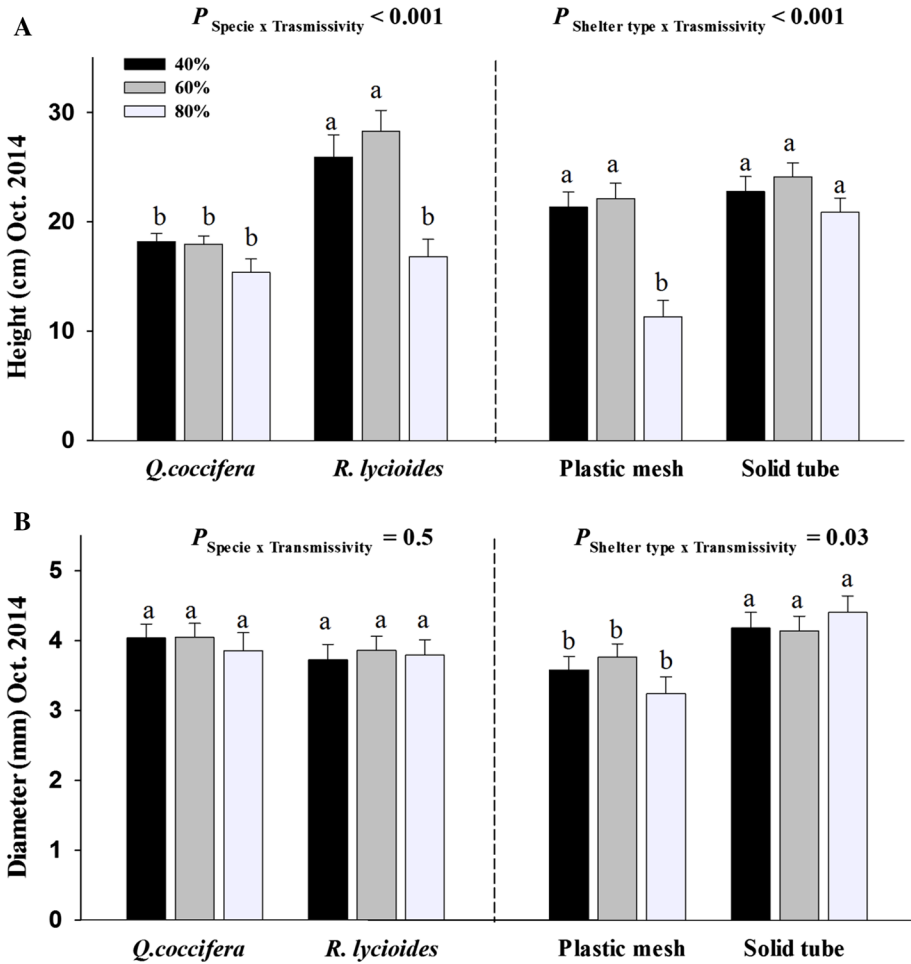 A
P Specie x Trasmissivity < 0.001
P Shelter type x Trasmissivity < 0.001
40%
60%
80%
Height (cm) Oct. 2014
30
20
10
0
b b b
a a b
a a b
a a a
Q.coccifera
R. lycioides
Plastic mesh
Solid tube
B
P Specie x Transmissivity = 0.5
P Shelter type x Transmissivity = 0.03
Diameter (mm) Oct. 2014
5
4
3
2
1
0
a a a
a a a
b b b
a a a
Q.coccifera
R. lycioides
Plastic mesh
Solid tube